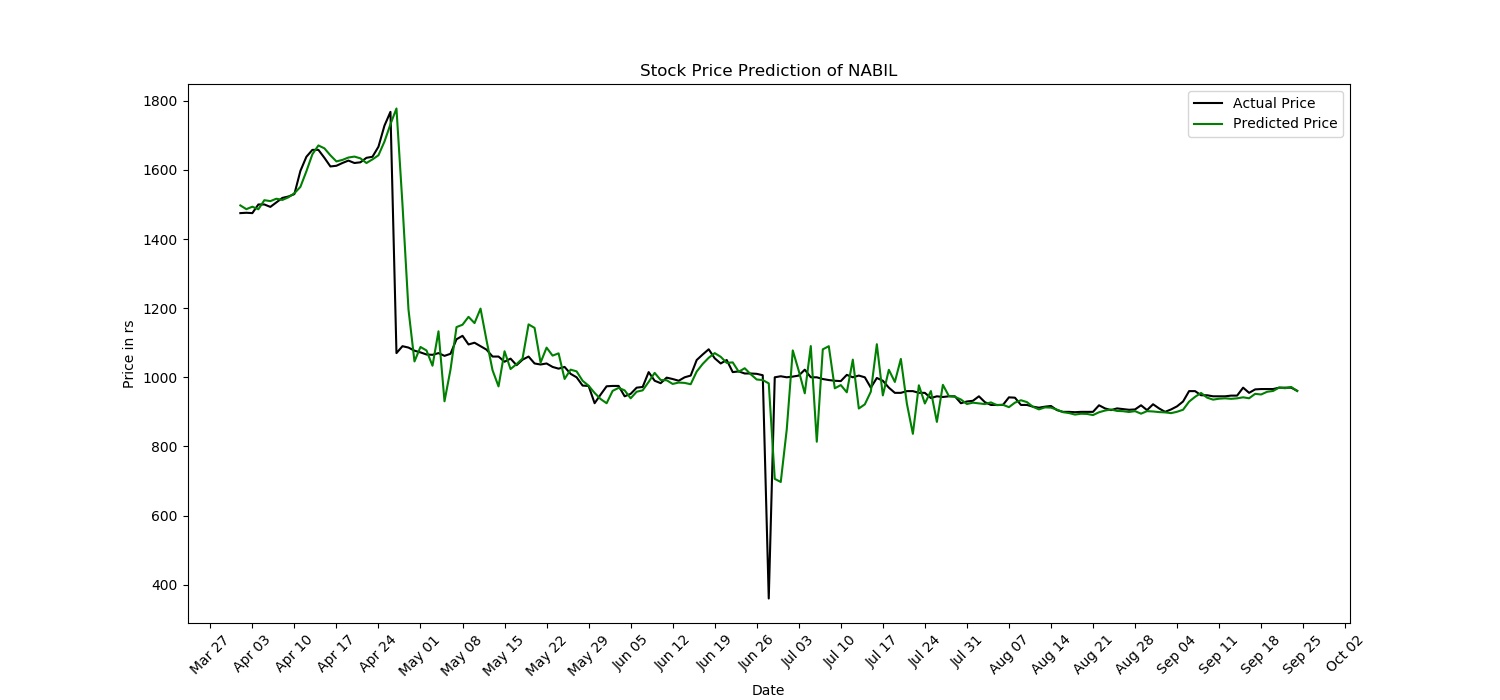 Stock Price Prediction of NABIL
Actual Price
Predicted Price
Price in rs
1800
1600
1400
1200
1000
800
600
400
Mar 27
Apr 03
Apr 10
Apr 17
Apr 24
May 01
May 08
May 15
May 22
May 29
Jun 05
Jun 12
Jun 19
Jun 26
Jul 03
Jul 10
Jul 17
Jul 24
Jul 31
Aug 07
Aug 14
Aug 21
Aug 28
Sep 04
Sep 11
Sep 18
Sep 25
Oct 02
Date